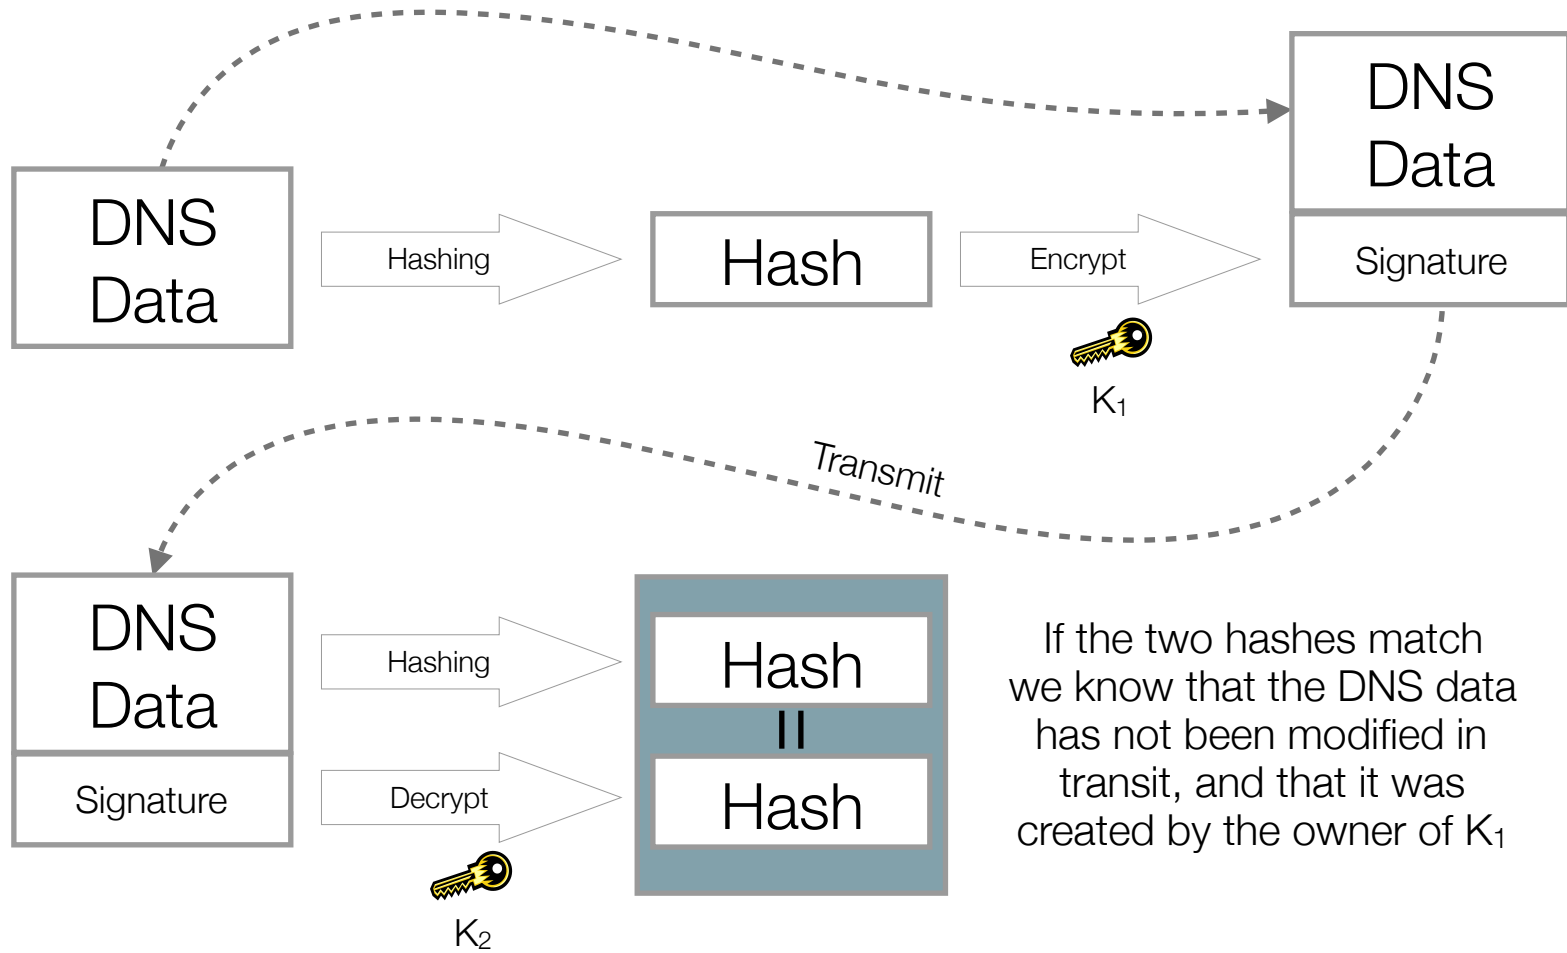 DNS
Data
Hashing
Hash
Encrypt
K₁
DNS
Data
Signature
Transmit
DNS
Data
Signature
Hashing
Decrypt
K₂
Hash
=
Hash
If the two hashes match
we know that the DNS data
has not been modified in
transit, and that it was
created by the owner of K₁